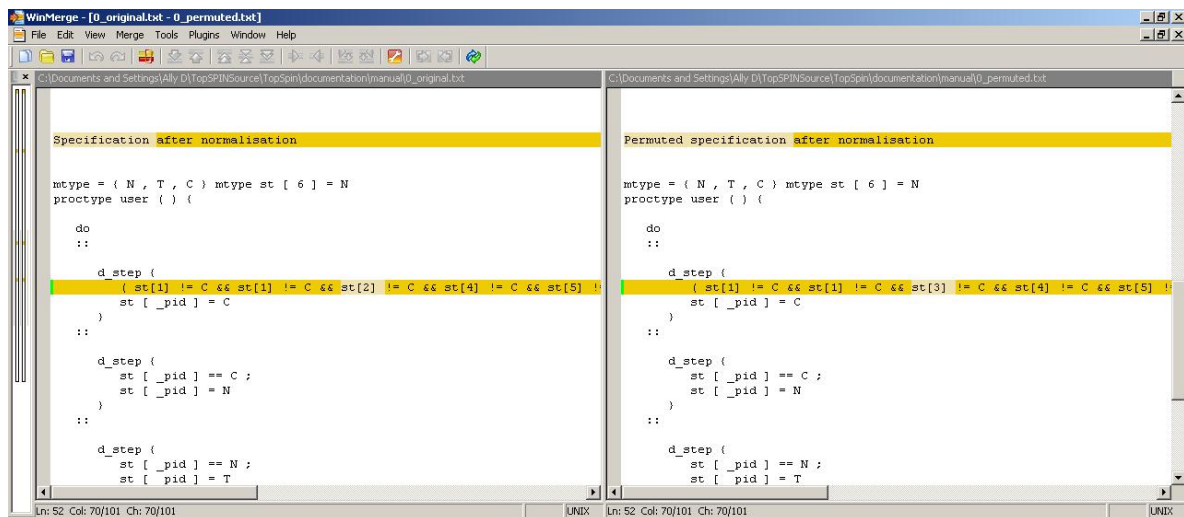 WinMerge - [0_original.txt - 0_permuted.txt]
File Edit View Merge Tools Plugins Window Help
C:\Documents and Settings\Ally D\TopSPINSource\TopSpin\documentation\manual\0_original.txt
Specification after normalisation
mtype = { N , T , C } mtype st [ 6 ] = N
proctype user ( ) {
do
::
d_step {
( st[1] != C && st[1] != C && st[2] != C && st[4] != C && st[5] !=
st [ _pid ] = C
}
::
d_step {
st [ _pid ] == C ;
st [ _pid ] = N
}
::
d_step {
st [ _pid ] == N ;
st [ _pid ] = T
Ln: 52 Col: 70/101 Ch: 70/101 UNIX
C:\Documents and Settings\Ally D\TopSPINSource\TopSpin\documentation\manual\0_permuted.txt
Permuted specification after normalisation
mtype = { N , T , C } mtype st [ 6 ] = N
proctype user ( ) {
do
::
d_step {
( st[1] != C && st[1] != C && st[3] != C && st[4] != C && st[5] !=
st [ _pid ] = C
}
::
d_step {
st [ _pid ] == C ;
st [ _pid ] = N
}
::
d_step {
st [ _pid ] == N ;
st [ _pid ] = T
Ln: 52 Col: 70/101 Ch: 70/101 UNIX